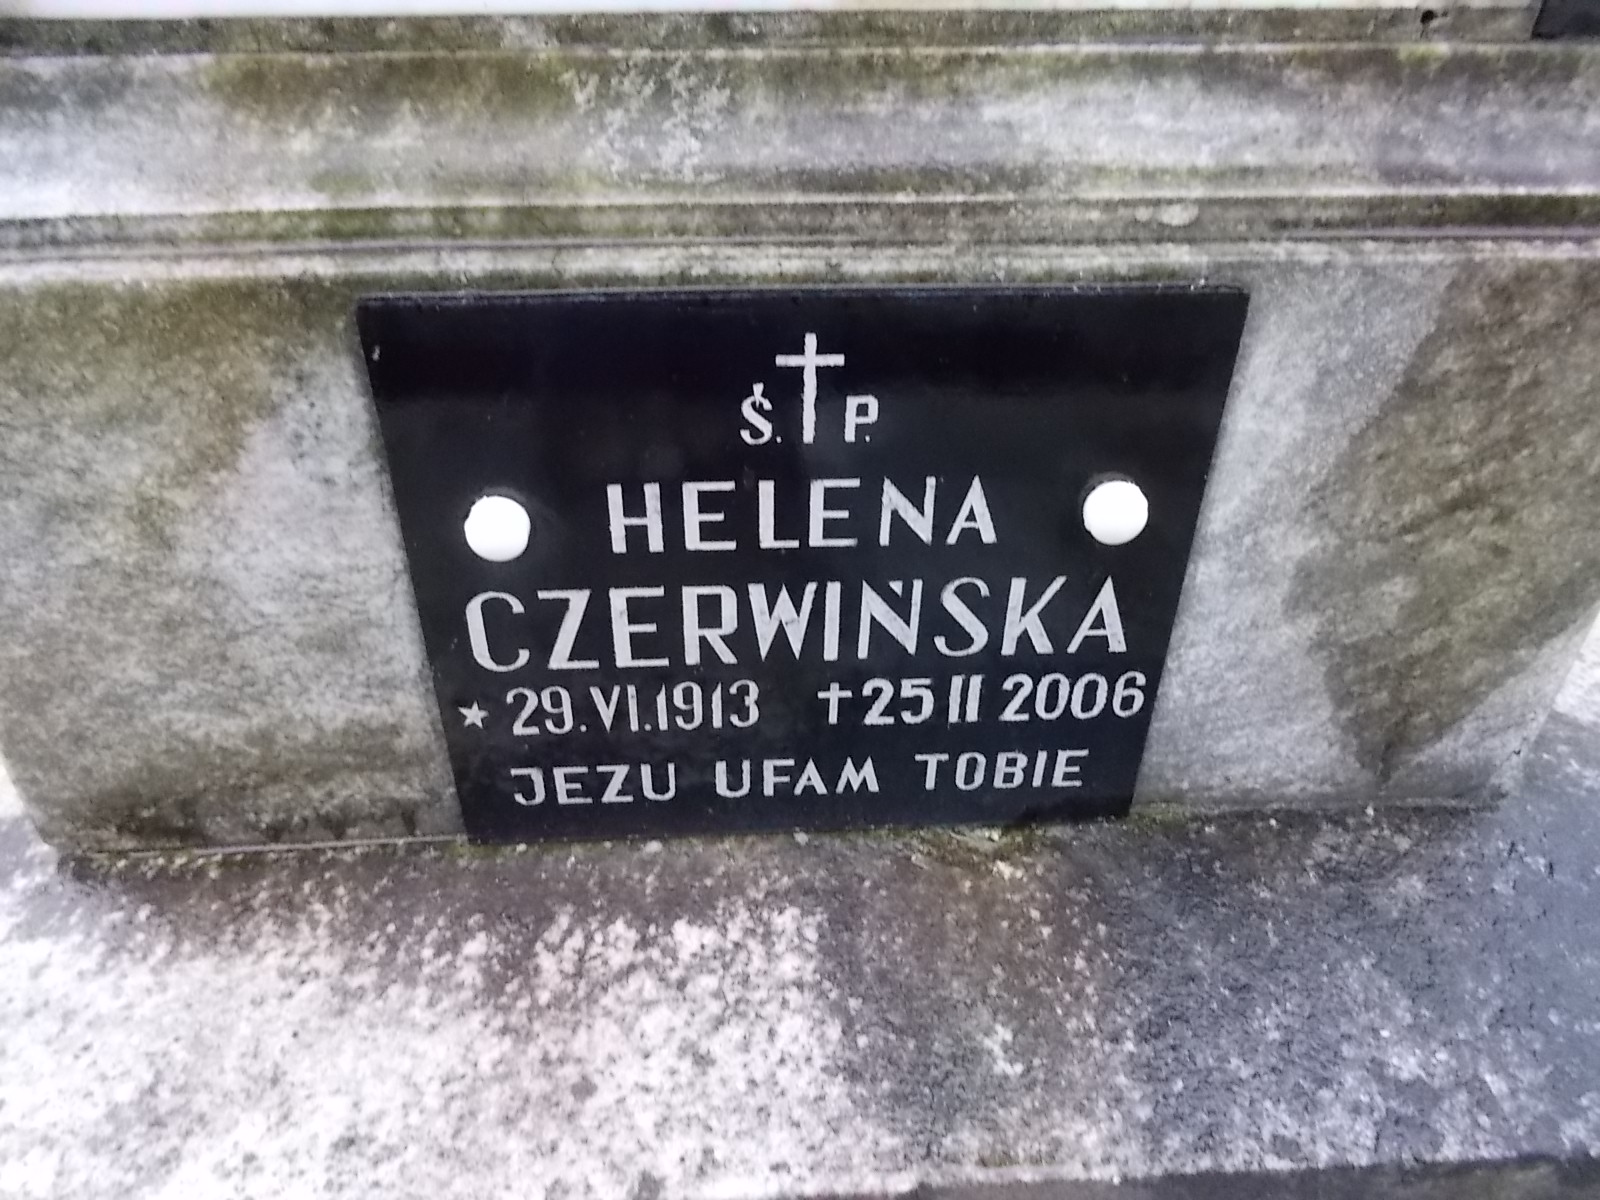 Ś. P.
HELENA
CZERWIŃSKA
★ 29.VI.1913 ✝ 25 II 2006
JEZU UFAM TOBIE